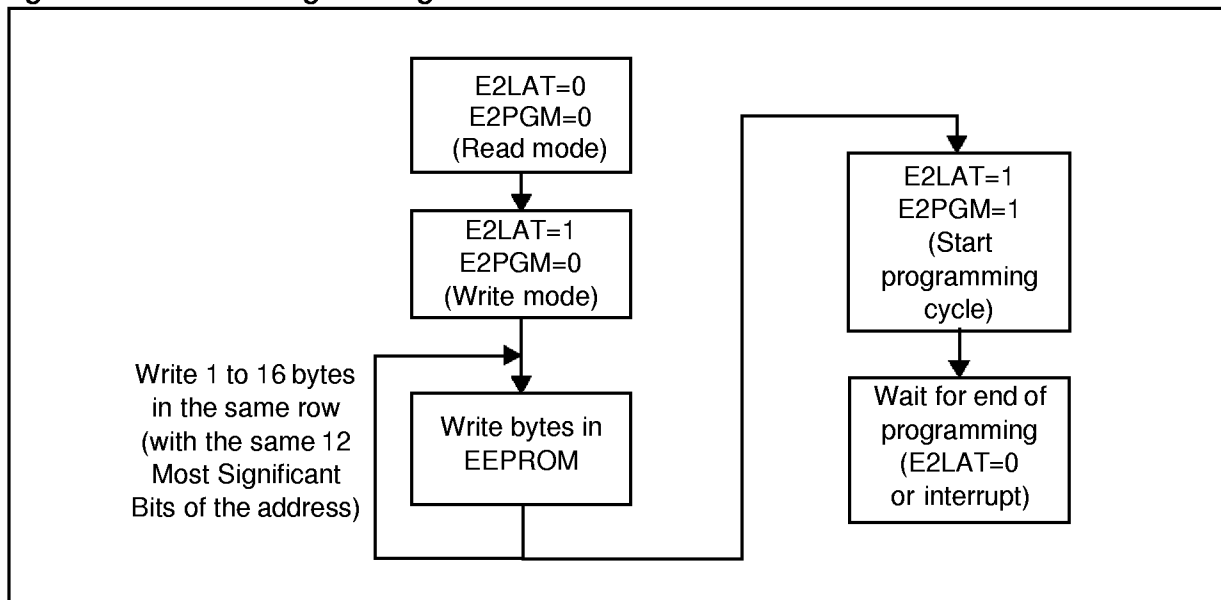 E2LAT=0
E2PGM=0
(Read mode)
E2LAT=1
E2PGM=0
(Write mode)
Write 1 to 16 bytes
in the same row
(with the same 12
Most Significant
Bits of the address)
Write bytes in
EEPROM
E2LAT=1
E2PGM=1
(Start
programming
cycle)
Wait for end of
programming
(E2LAT=0
or interrupt)